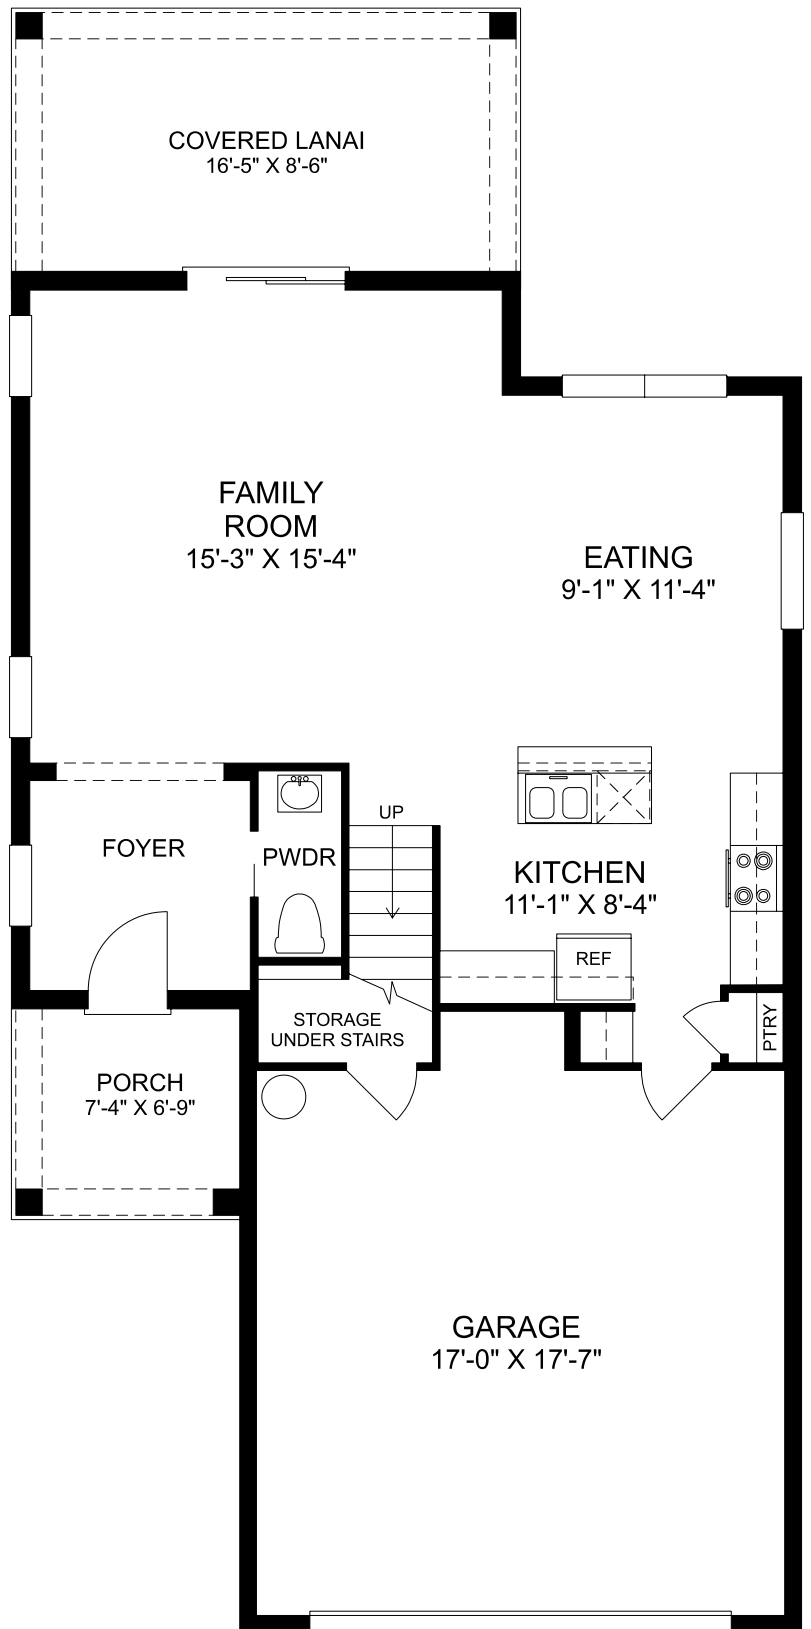 COVERED LANAI
16'-5" X 8'-6"
FAMILY
ROOM
15'-3" X 15'-4"
EATING
9'-1" X 11'-4"
UP
FOYER
PWDR
KITCHEN
11'-1" X 8'-4"
REF
STORAGE
UNDER STAIRS
PTRY
PORCH
7'-4" X 6'-9"
GARAGE
17'-0" X 17'-7"